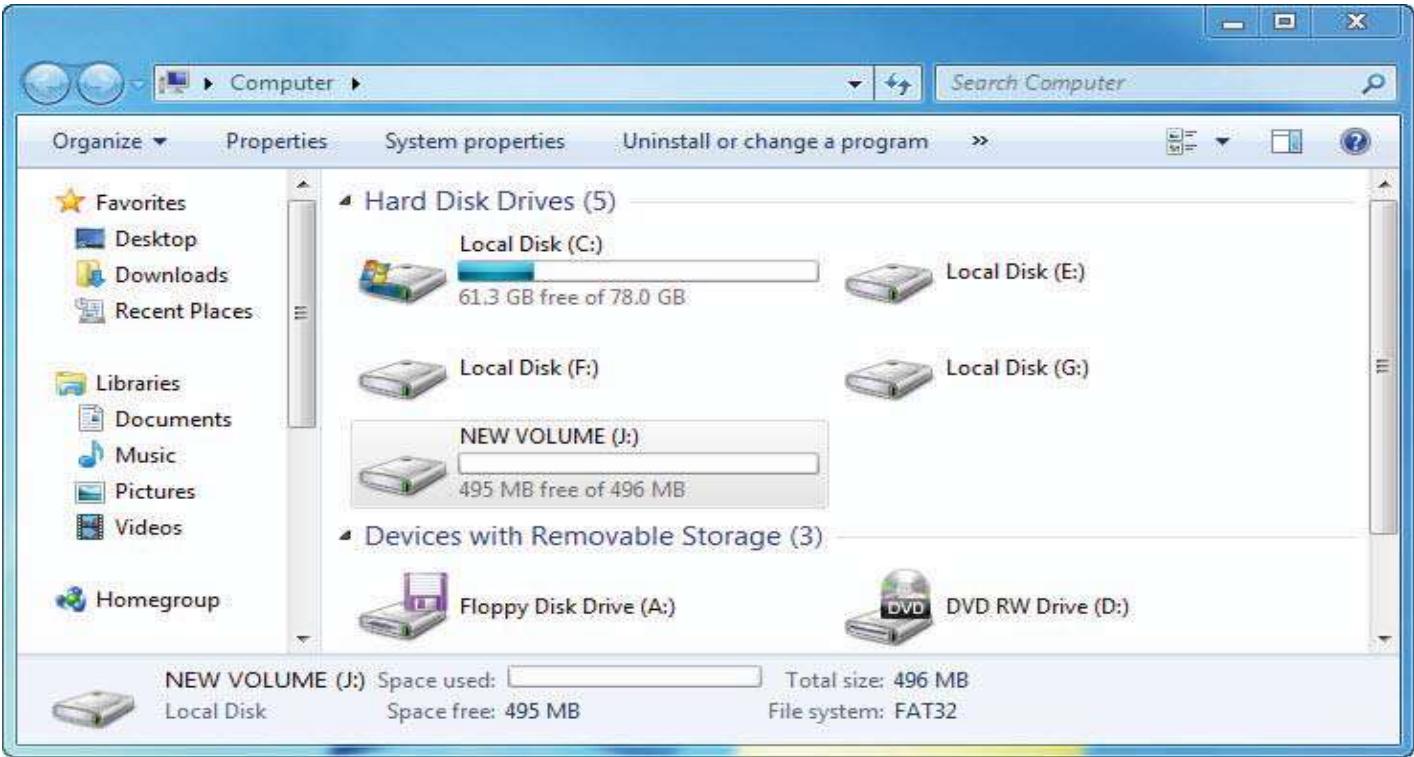 Computer
Search Computer
Organize Properties System properties Uninstall or change a program »
Favorites
Desktop
Downloads
Recent Places
Libraries
Documents
Music
Pictures
Videos
Homegroup
Hard Disk Drives (5)
Local Disk (C:)
61.3 GB free of 78.0 GB
Local Disk (E:)
Local Disk (F:)
Local Disk (G:)
NEW VOLUME (J:)
495 MB free of 496 MB
Devices with Removable Storage (3)
Floppy Disk Drive (A:)
DVD
DVD RW Drive (D:)
NEW VOLUME (J:) Space used: Total size: 496 MB
Local Disk Space free: 495 MB File system: FAT32